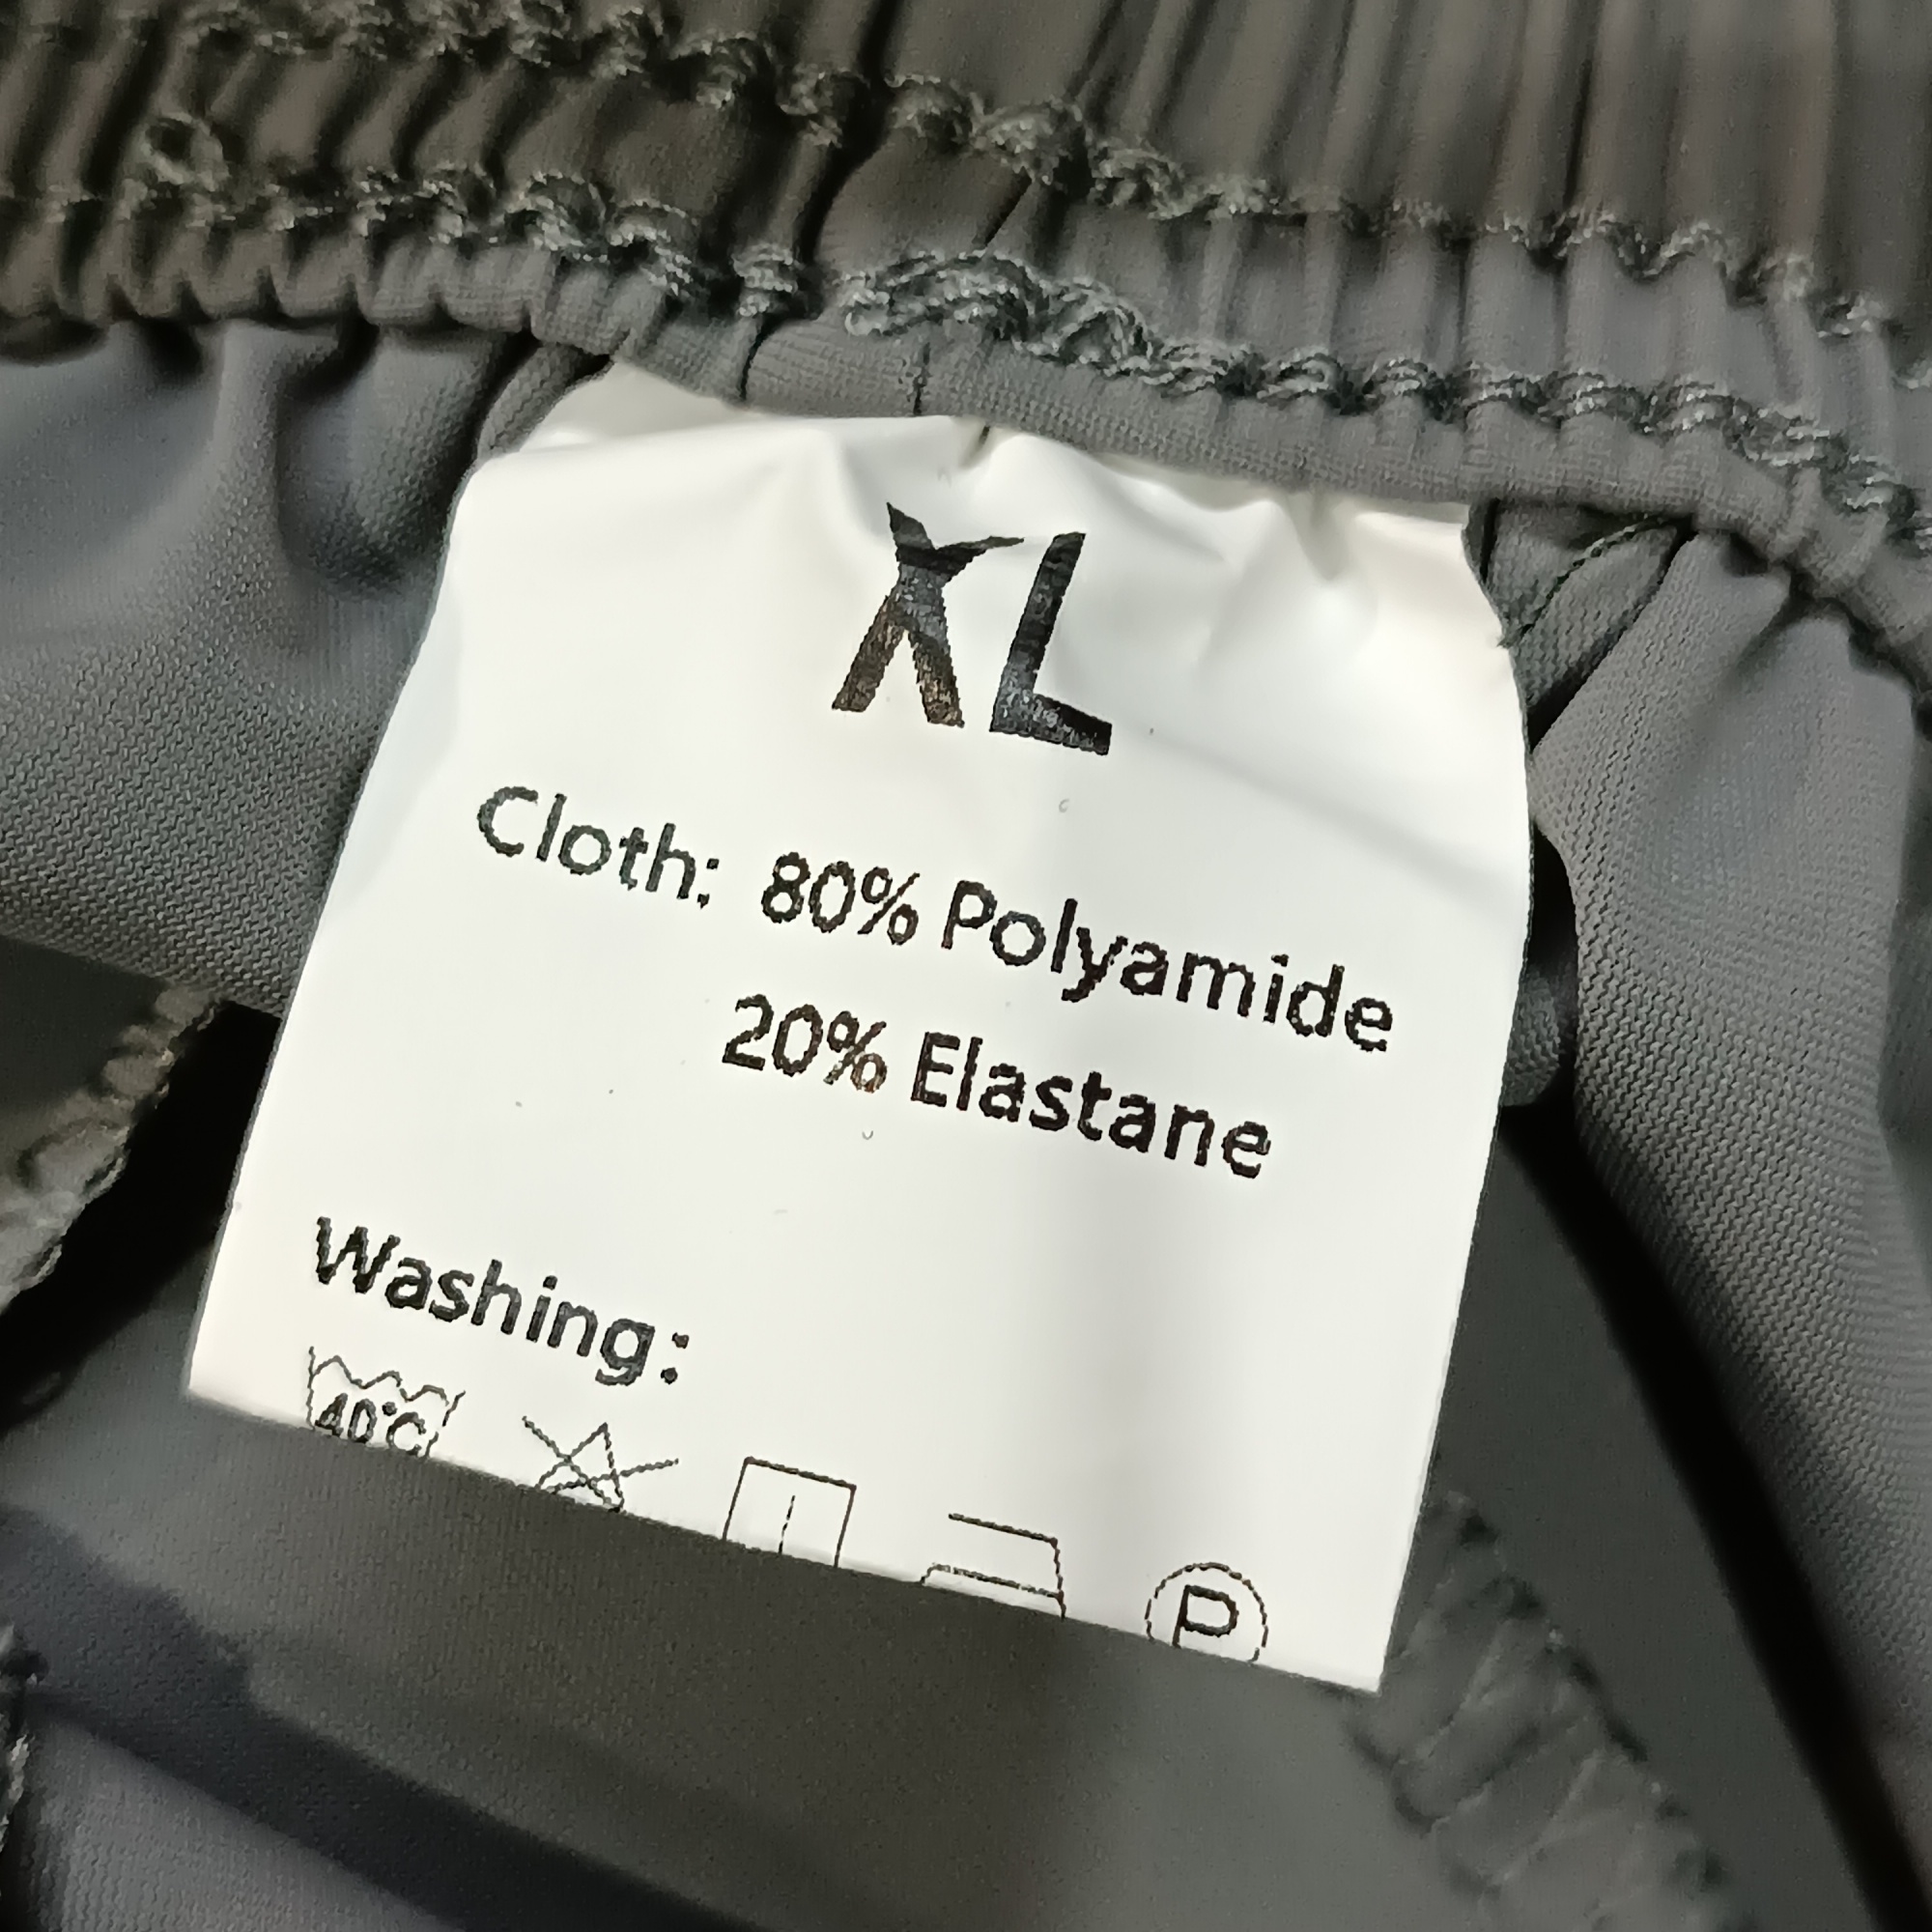 XL
Cloth: 80% Polyamide
20% Elastane
Washing:
40°C
P